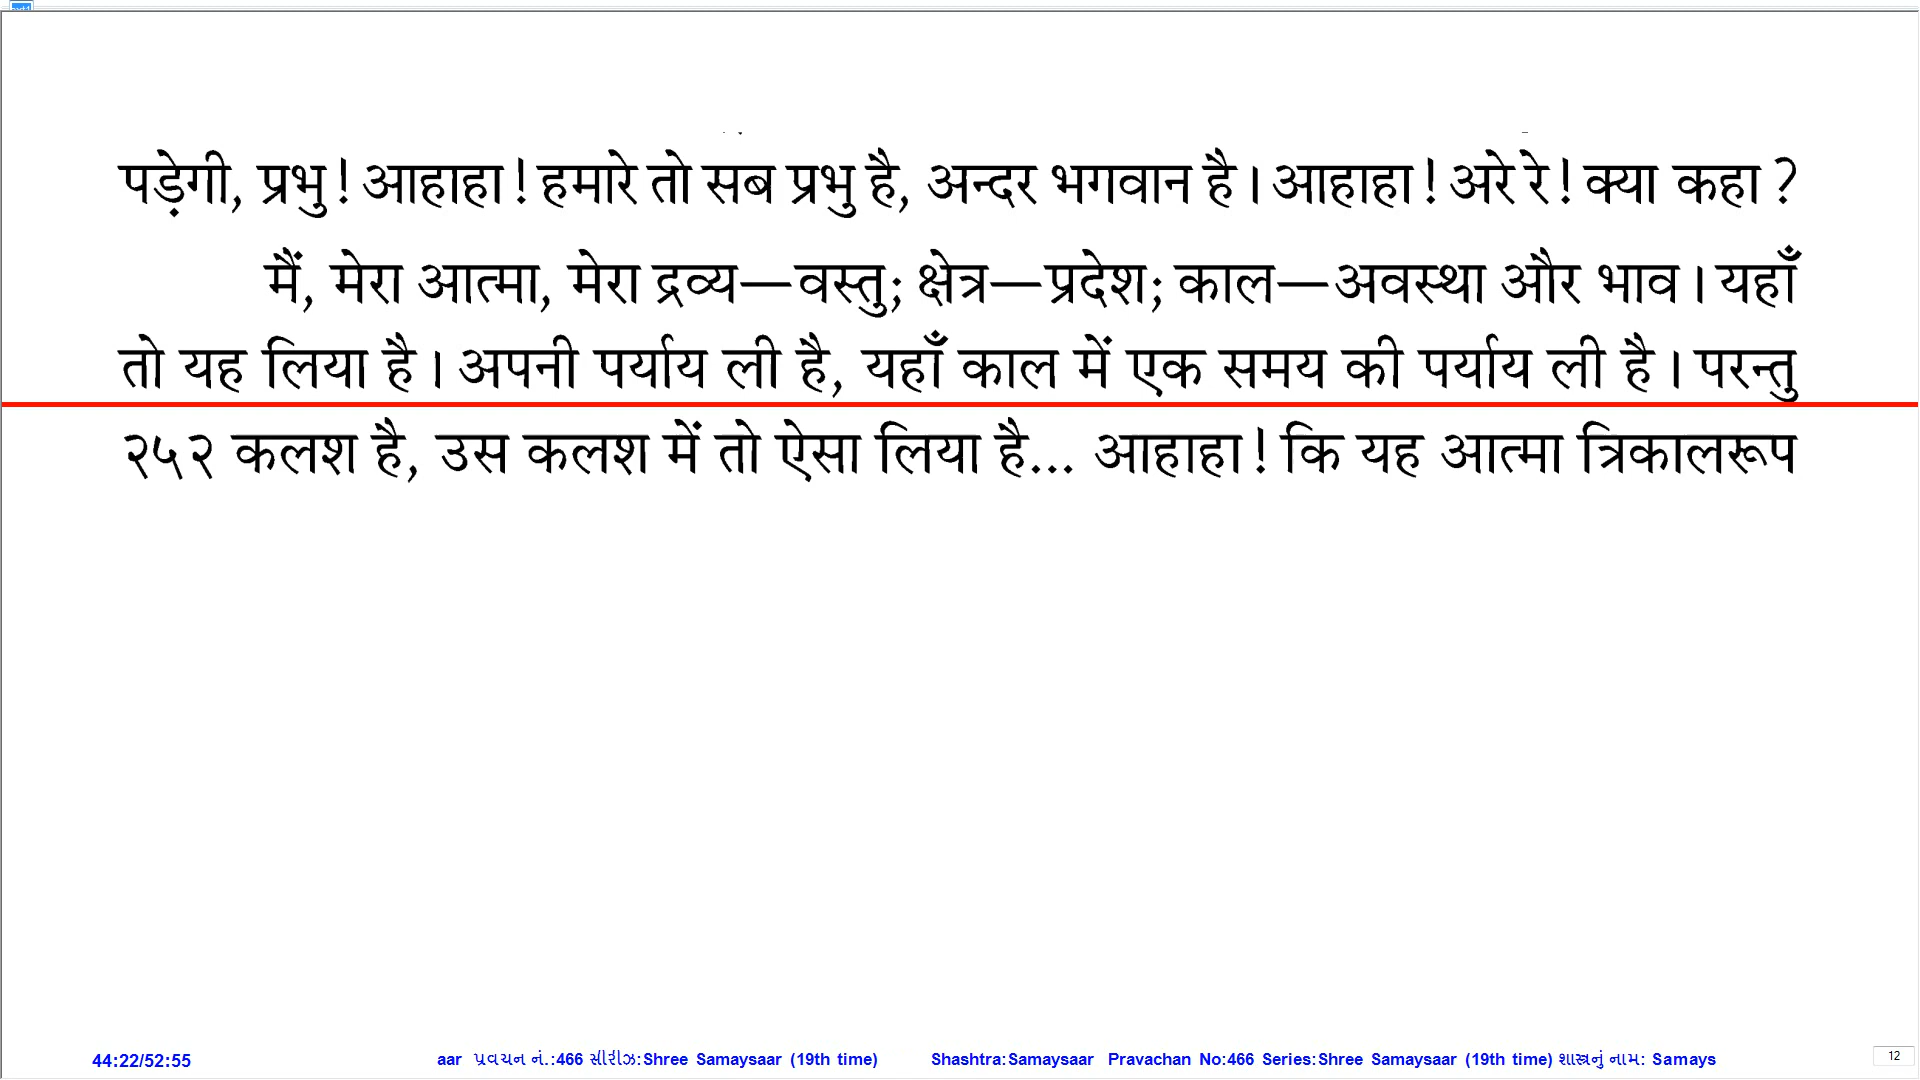 पड़ेगी, प्रभु! आहाहा! हमारे तो सब प्रभु है, अन्दर भगवान है। आहाहा! अरे रे! क्या कहा?
मैं, मेरा आत्मा, मेरा द्रव्य—वस्तु; क्षेत्र—प्रदेश; काल—अवस्था और भाव। यहाँ
तो यह लिया है। अपनी पर्याय ली है, यहाँ काल में एक समय की पर्याय ली है। परन्तु
२५२ कलश है, उस कलश में तो ऐसा लिया है... आहाहा! कि यह आत्मा त्रिकालरूप
44:22/52:55 aar પ્રવચન નં.:466 સીરીઝ:Shree Samaysaar (19th time) Shashtra:Samaysaar Pravachan No:466 Series:Shree Samaysaar (19th time) શાસ્ત્રનું નામ: Samays 12